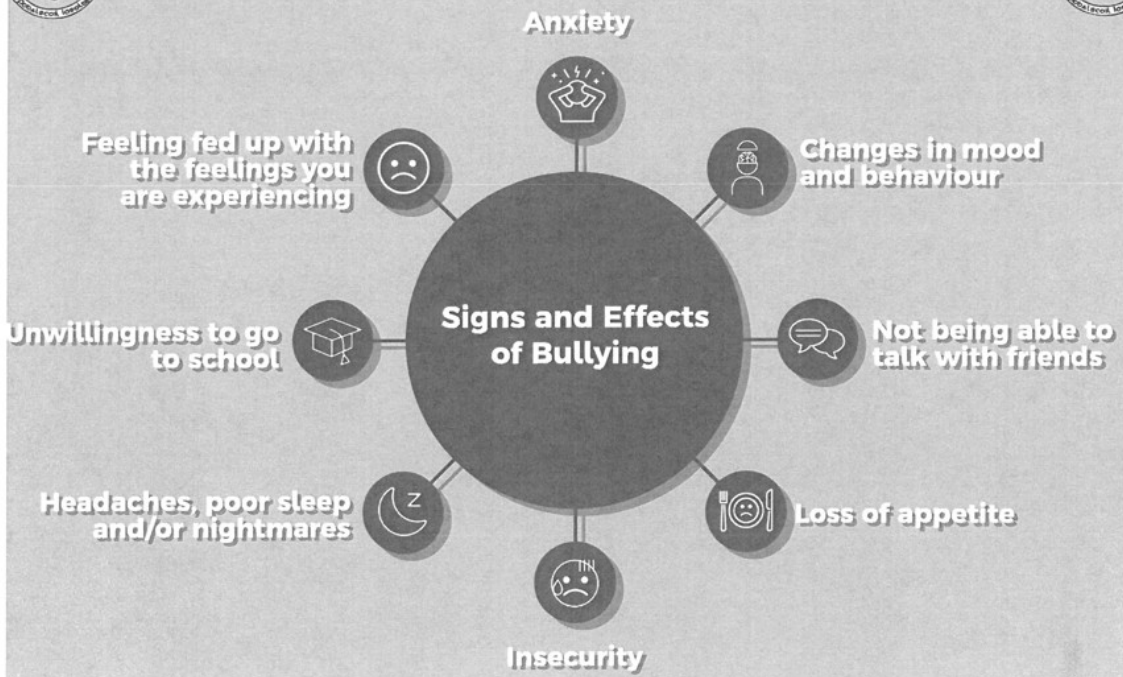 Anxiety
Changes in mood
and behaviour
Not being able to
talk with friends
Loss of appetite
Insecurity
Headaches, poor sleep
and/or nightmares
Unwillingness to go
to school
Feeling fed up with
the feelings you
are experiencing
Signs and Effects
of Bullying
Z